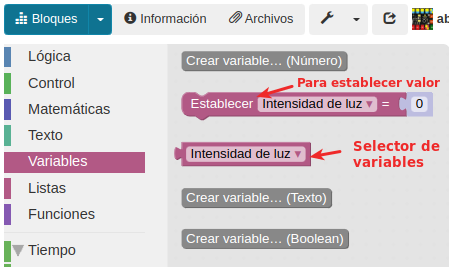 Bloques Información Archivos ab
Lógica
Control
Matemáticas
Texto
Variables
Listas
Funciones
Tiempo
Crear variable… (Número)
Para establecer valor
Establecer Intensidad de luz = 0
Intensidad de luz
Selector de
variables
Crear variable… (Texto)
Crear variable… (Boolean)